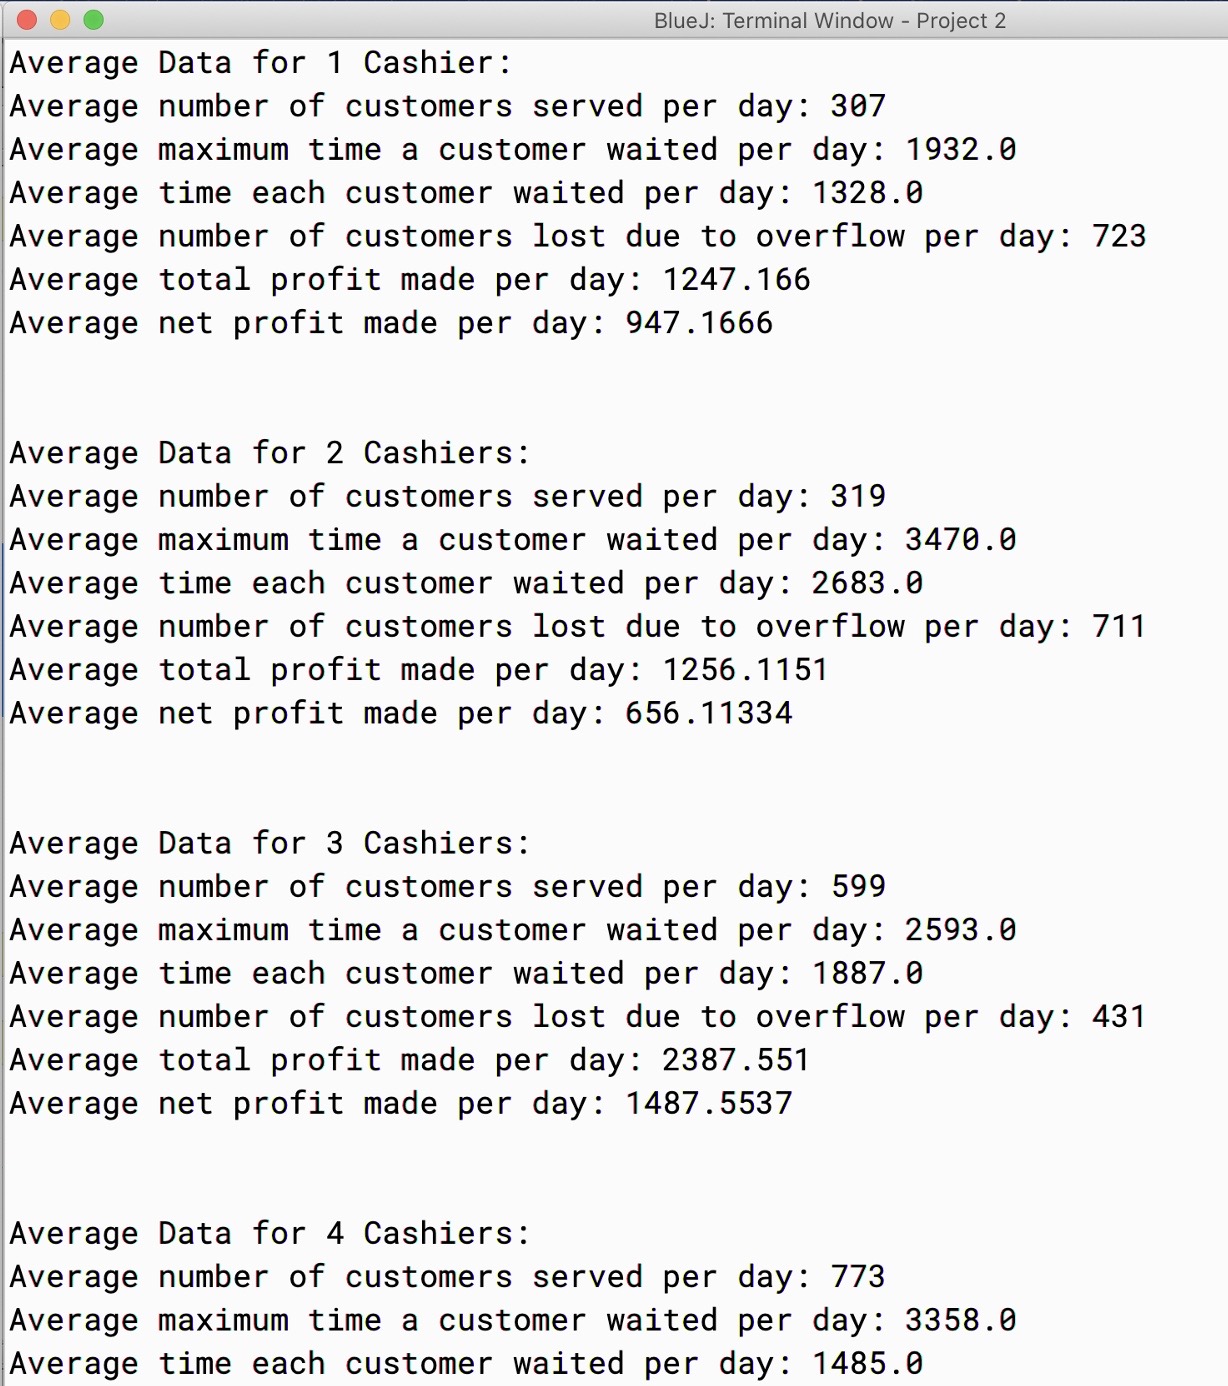 BlueJ: Terminal Window - Project 2
Average Data for 1 Cashier:
Average number of customers served per day: 307
Average maximum time a customer waited per day: 1932.0
Average time each customer waited per day: 1328.0
Average number of customers lost due to overflow per day: 723
Average total profit made per day: 1247.166
Average net profit made per day: 947.1666
Average Data for 2 Cashiers:
Average number of customers served per day: 319
Average maximum time a customer waited per day: 3470.0
Average time each customer waited per day: 2683.0
Average number of customers lost due to overflow per day: 711
Average total profit made per day: 1256.1151
Average net profit made per day: 656.11334
Average Data for 3 Cashiers:
Average number of customers served per day: 599
Average maximum time a customer waited per day: 2593.0
Average time each customer waited per day: 1887.0
Average number of customers lost due to overflow per day: 431
Average total profit made per day: 2387.551
Average net profit made per day: 1487.5537
Average Data for 4 Cashiers:
Average number of customers served per day: 773
Average maximum time a customer waited per day: 3358.0
Average time each customer waited per day: 1485.0